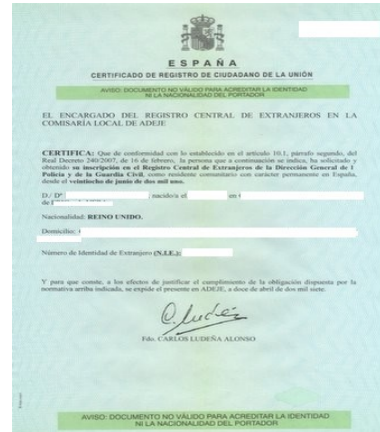 ESPAÑA
CERTIFICADO DE REGISTRO DE CIUDADANO DE LA UNIÓN
AVISO: DOCUMENTO NO VÁLIDO PARA ACREDITAR LA IDENTIDAD
NI LA NACIONALIDAD DEL PORTADOR
EL ENCARGADO DEL REGISTRO CENTRAL DE EXTRANJEROS EN LA
COMISARÍA LOCAL DE ADEJE
CERTIFICA: Que de conformidad con lo establecido en el artículo 10.1, párrafo segundo, del
Real Decreto 240/2007, de 16 de febrero, la persona que a continuación se indica, ha solicitado y
obtenido su inscripción en el Registro Central de Extranjeros de la Dirección General de l
Policía y de la Guardia Civil, como residente comunitario con carácter permanente en España,
desde el veintiocho de junio de dos mil uno.
D./ Dª nacido/a el en
de
Nacionalidad: REINO UNIDO.
Domicilio:
Número de Identidad de Extranjero (N.I.E.):
Y para que conste, a los efectos de justificar el cumplimiento de la obligación dispuesta por la
normativa arriba indicada, se expide el presente en ADEJE, a doce de abril de dos mil siete.
C. Ludeña
Fdo. CARLOS LUDEÑA ALONSO
AVISO: DOCUMENTO NO VÁLIDO PARA ACREDITAR LA IDENTIDAD
NI LA NACIONALIDAD DEL PORTADOR